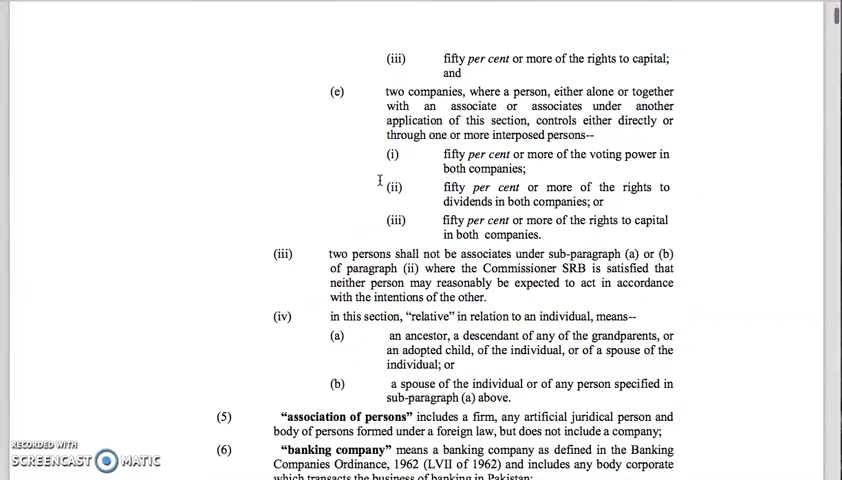 (iii) fifty per cent or more of the rights to capital;
and
(e) two companies, where a person, either alone or together
with an associate or associates under another
application of this section, controls either directly or
through one or more interposed persons--
(i) fifty per cent or more of the voting power in
both companies;
(ii) fifty per cent or more of the rights to
dividends in both companies; or
(iii) fifty per cent or more of the rights to capital
in both companies.
(iii) two persons shall not be associates under sub-paragraph (a) or (b)
of paragraph (ii) where the Commissioner SRB is satisfied that
neither person may reasonably be expected to act in accordance
with the intentions of the other.
(iv) in this section, “relative” in relation to an individual, means--
(a) an ancestor, a descendant of any of the grandparents, or
an adopted child, of the individual, or of a spouse of the
individual; or
(b) a spouse of the individual or of any person specified in
sub-paragraph (a) above.
(5) “association of persons” includes a firm, any artificial juridical person and
body of persons formed under a foreign law, but does not include a company;
(6) “banking company” means a banking company as defined in the Banking
Companies Ordinance, 1962 (LVII of 1962) and includes any body corporate
which transacts the business of banking in Pakistan;
RECORDED WITH
SCREENCAST MATIC